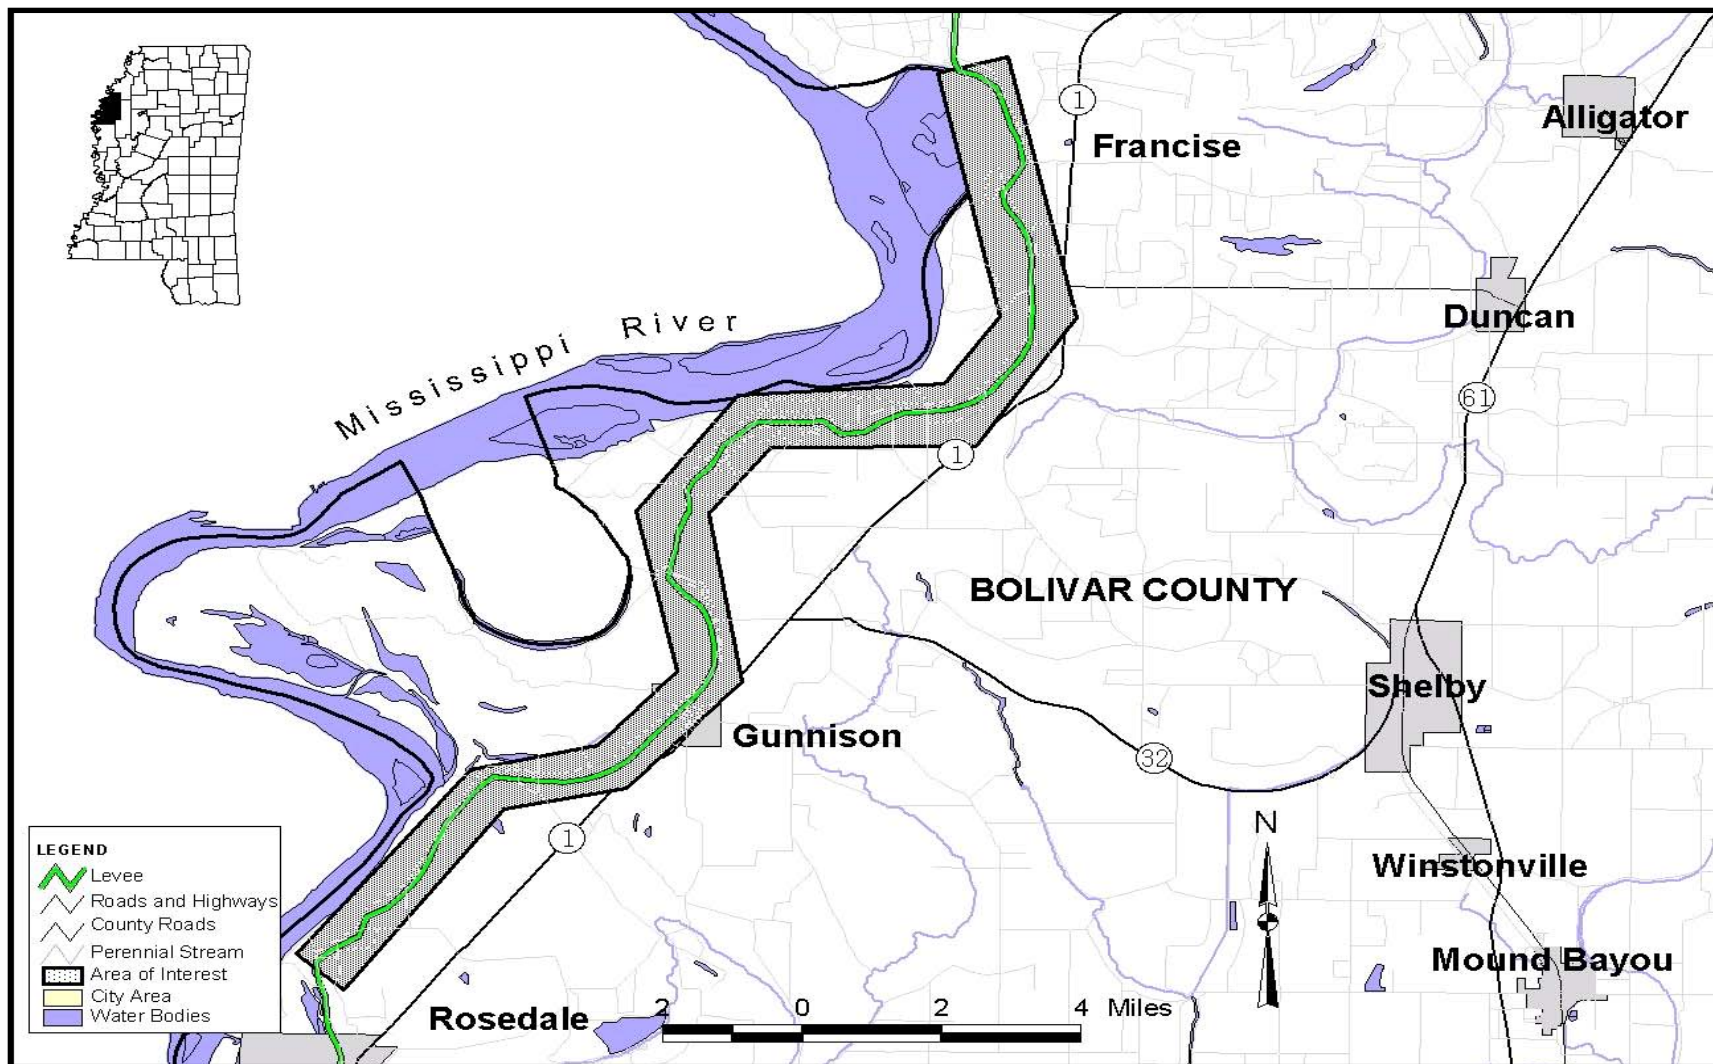 1
Alligator
Francise
Duncan
Mississippi River
61
1
BOLIVAR COUNTY
Shelby
Gunnison
32
N
1
LEGEND
Levee
Roads and Highways
County Roads
Perennial Stream
Area of Interest
City Area
Water Bodies
Winstonville
Mound Bayou
Rosedale
2 0 2 4 Miles